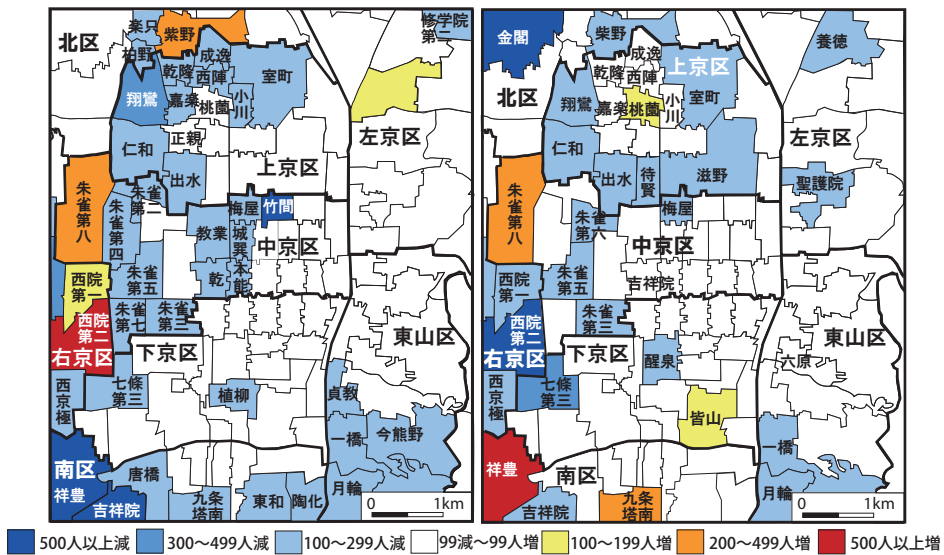 北区
楽只
紫野
柏野
成逸
修学院
第二
翔鸞
乾隆
西陣
室町
嘉楽
桃薗
小川
正親
左京区
仁和
上京区
出水
朱雀第八
朱雀第二
朱雀第四
梅屋
竹間
教業
城巽
中京区
西院
第一
朱雀
第五
乾
本能
西院
第二
朱雀
第七
朱雀
第三
東山区
右京区
下京区
西京極
七條
第三
植柳
貞教
一橋
今熊野
南区
祥豊
唐橋
吉祥院
九条
塔南
東和
陶化
月輪
0 1km
金閣
柴野
養徳
成逸
乾隆
西陣
上京区
北区
翔鸞
嘉楽
桃薗
小川
室町
左京区
仁和
出水
待賢
滋野
聖護院
朱雀第八
朱雀
第六
梅屋
中京区
西院
第一
朱雀
第五
吉祥院
西院
第二
朱雀
第三
東山区
右京区
下京区
醒泉
六原
西京極
七條
第三
皆山
一橋
祥豊
南区
吉祥院
九条
塔南
月輪
0 1km
500人以上減 300〜499人減 100〜299人減 99減〜99人増 100〜199人増 200〜499人増 500人以上増